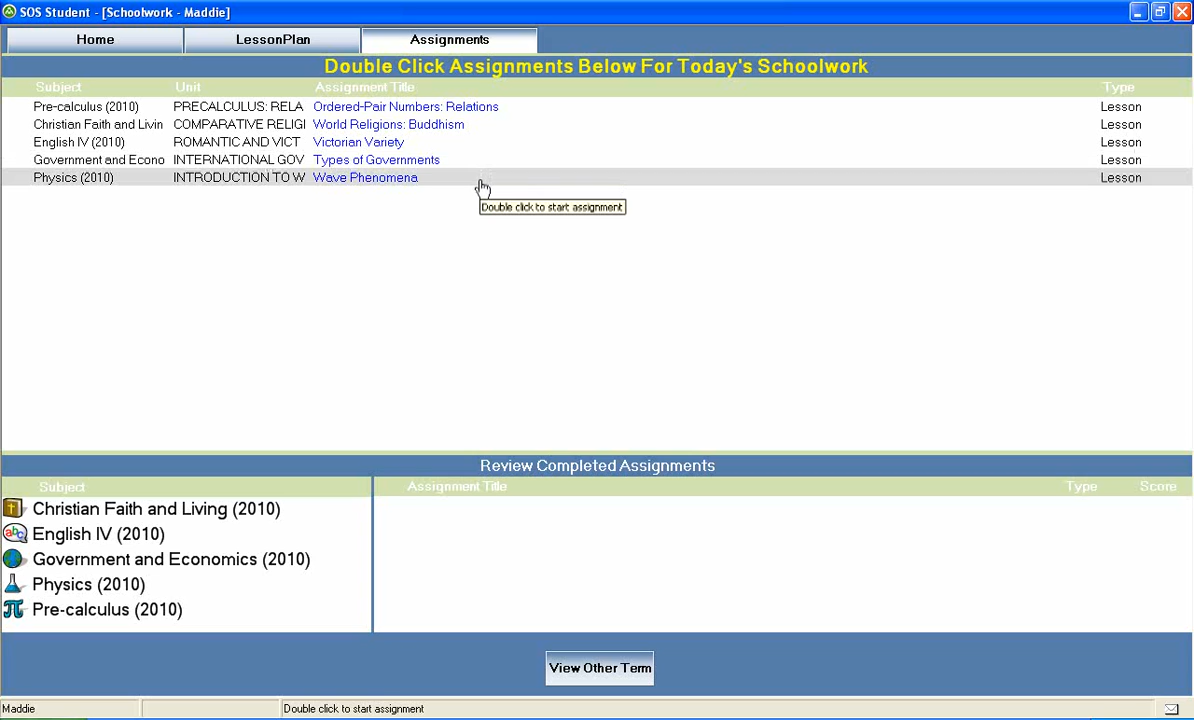 SOS Student - [Schoolwork - Maddie]
Home LessonPlan Assignments
Double Click Assignments Below For Today's Schoolwork
Subject Unit Assignment Title Type
Pre-calculus (2010) PRECALCULUS: RELA Ordered-Pair Numbers: Relations Lesson
Christian Faith and Livin COMPARATIVE RELIGI World Religions: Buddhism Lesson
English IV (2010) ROMANTIC AND VICT Victorian Variety Lesson
Government and Econo INTERNATIONAL GOV Types of Governments Lesson
Physics (2010) INTRODUCTION TO W Wave Phenomena Lesson
Double click to start assignment
Review Completed Assignments
Subject Assignment Title Type Score
Christian Faith and Living (2010)
abc English IV (2010)
Government and Economics (2010)
Physics (2010)
π Pre-calculus (2010)
View Other Term
Maddie Double click to start assignment